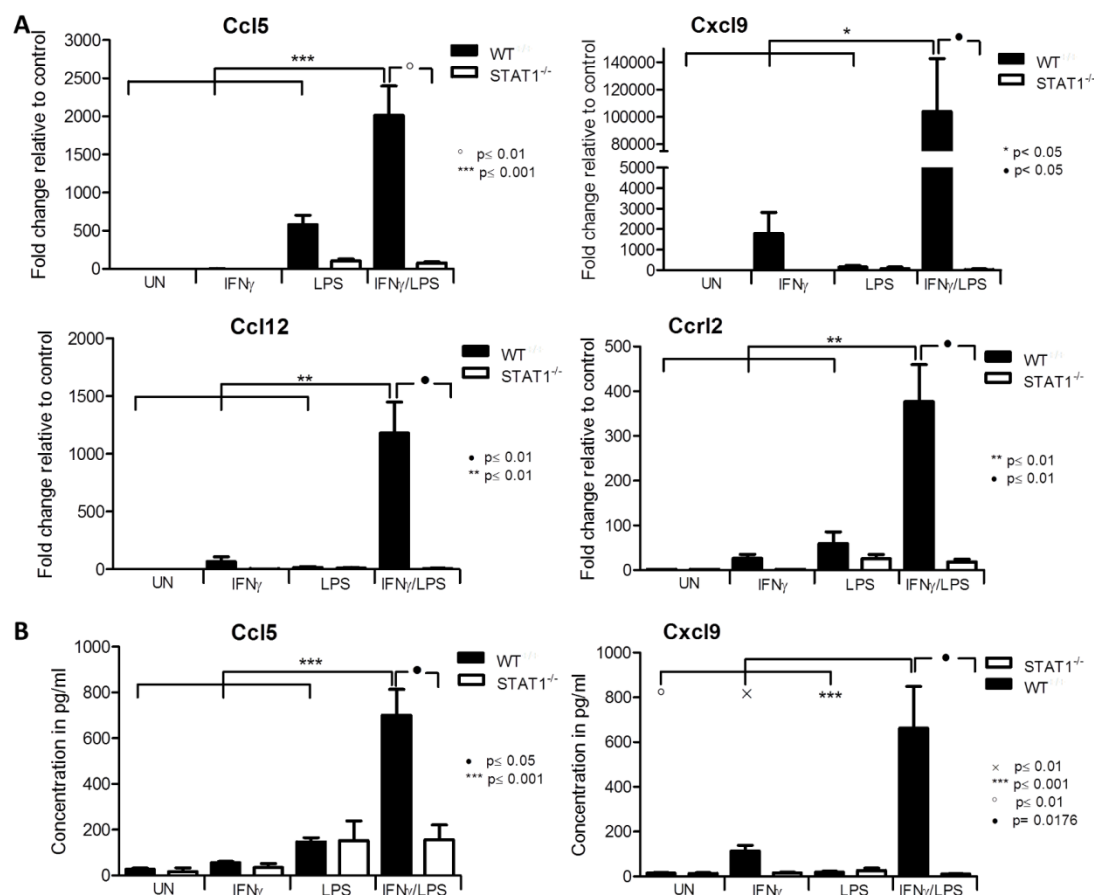 A
Ccl5
Fold change relative to control
3000
2500
2000
1500
1000
500
0
UN IFNγ LPS IFNγ/LPS
***
○
WT
STAT1-/-
○ p≤ 0.01
*** p≤ 0.001
Cxcl9
Fold change relative to control
140000
120000
100000
80000
60000
5000
4000
3000
2000
1000
0
UN IFNγ LPS IFNγ/LPS
*
●
WT
STAT1-/-
* p< 0.05
● p< 0.05
Ccl12
Fold change relative to control
2000
1500
1000
500
0
UN IFNγ LPS IFNγ/LPS
**
●
WT
STAT1-/-
● p≤ 0.01
** p≤ 0.01
Ccrl2
Fold change relative to control
500
400
300
200
100
0
UN IFNγ LPS IFNγ/LPS
**
●
WT
STAT1-/-
** p≤ 0.01
● p≤ 0.01
B
Ccl5
Concentration in pg/ml
1000
800
600
400
200
0
UN IFNγ LPS IFNγ/LPS
***
●
WT
STAT1-/-
● p≤ 0.05
*** p≤ 0.001
Cxcl9
Concentration in pg/ml
1000
800
600
400
200
0
UN IFNγ LPS IFNγ/LPS
○ × ***
●
STAT1-/-
WT
× p≤ 0.01
*** p≤ 0.001
○ p≤ 0.01
● p= 0.0176